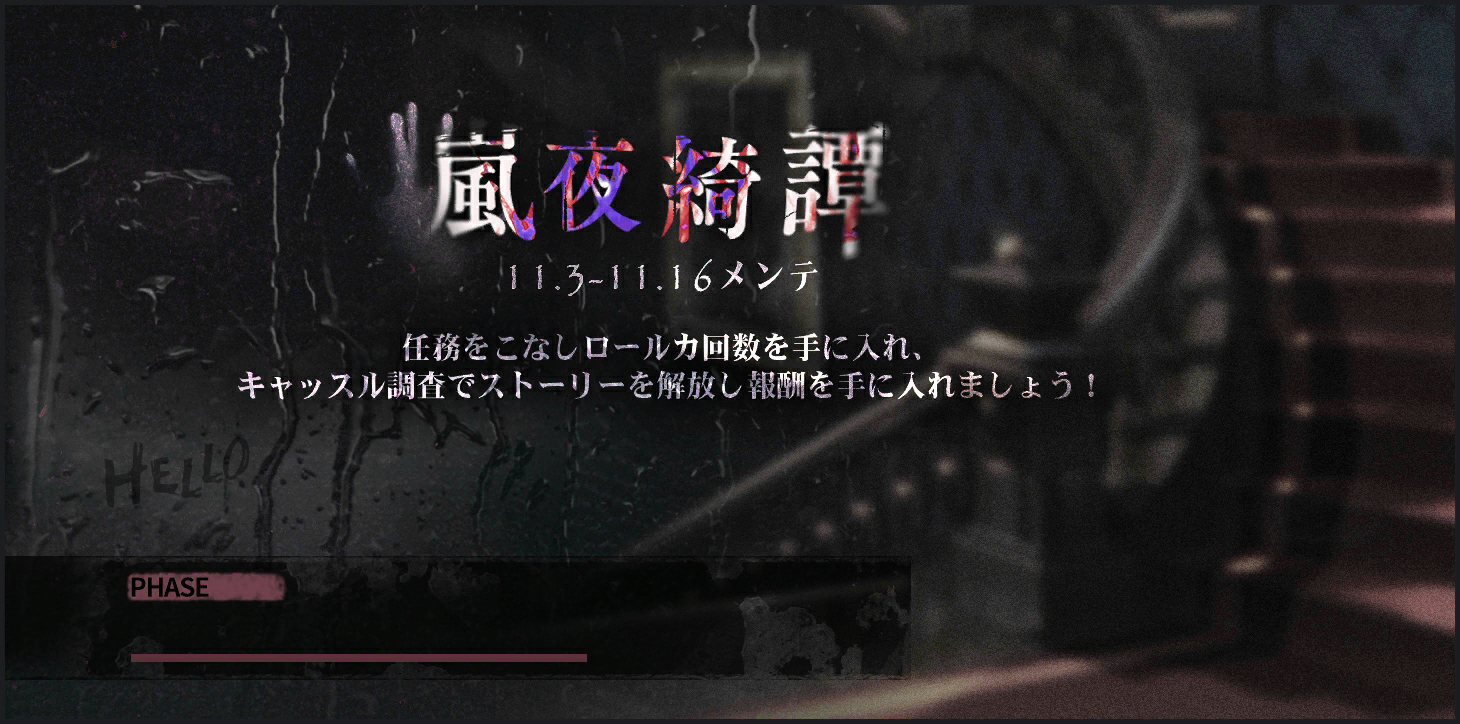 嵐夜綺譚
11.3~11.16メンテ
任務をこなしロールカ回数を手に入れ、
キャッスル調査でストーリーを解放し報酬を手に入れましょう！
HELLO
PHASE